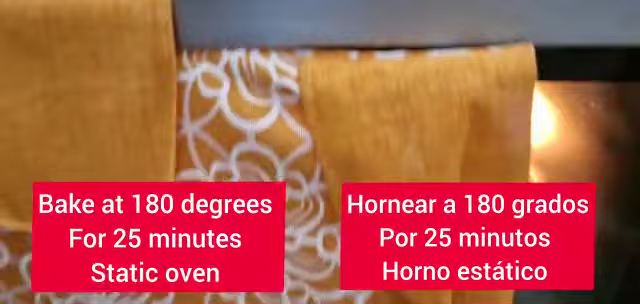 Bake at 180 degrees
For 25 minutes
Static oven
Hornear a 180 grados
Por 25 minutos
Horno estático